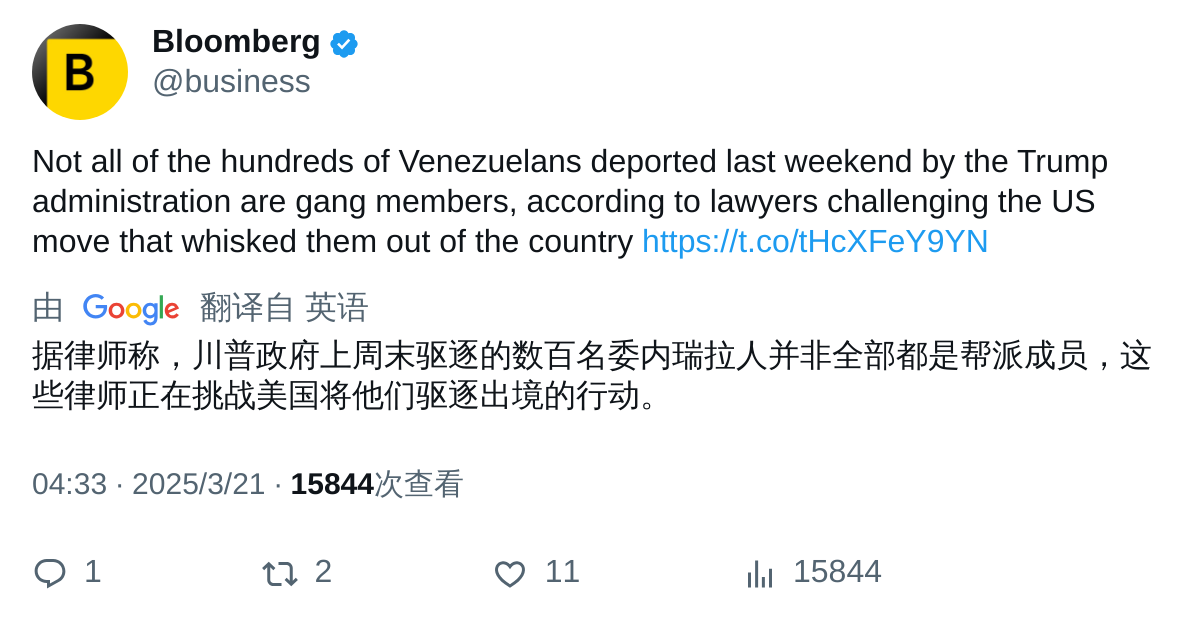 Bloomberg
@business
Not all of the hundreds of Venezuelans deported last weekend by the Trump
administration are gang members, according to lawyers challenging the US
move that whisked them out of the country https://t.co/tHcXFeY9YN
由 Google 翻译自 英语
据律师称，川普政府上周末驱逐的数百名委内瑞拉人并非全部都是帮派成员，这
些律师正在挑战美国将他们驱逐出境的行动。
04:33 · 2025/3/21 · 15844次查看
1 2 11 15844